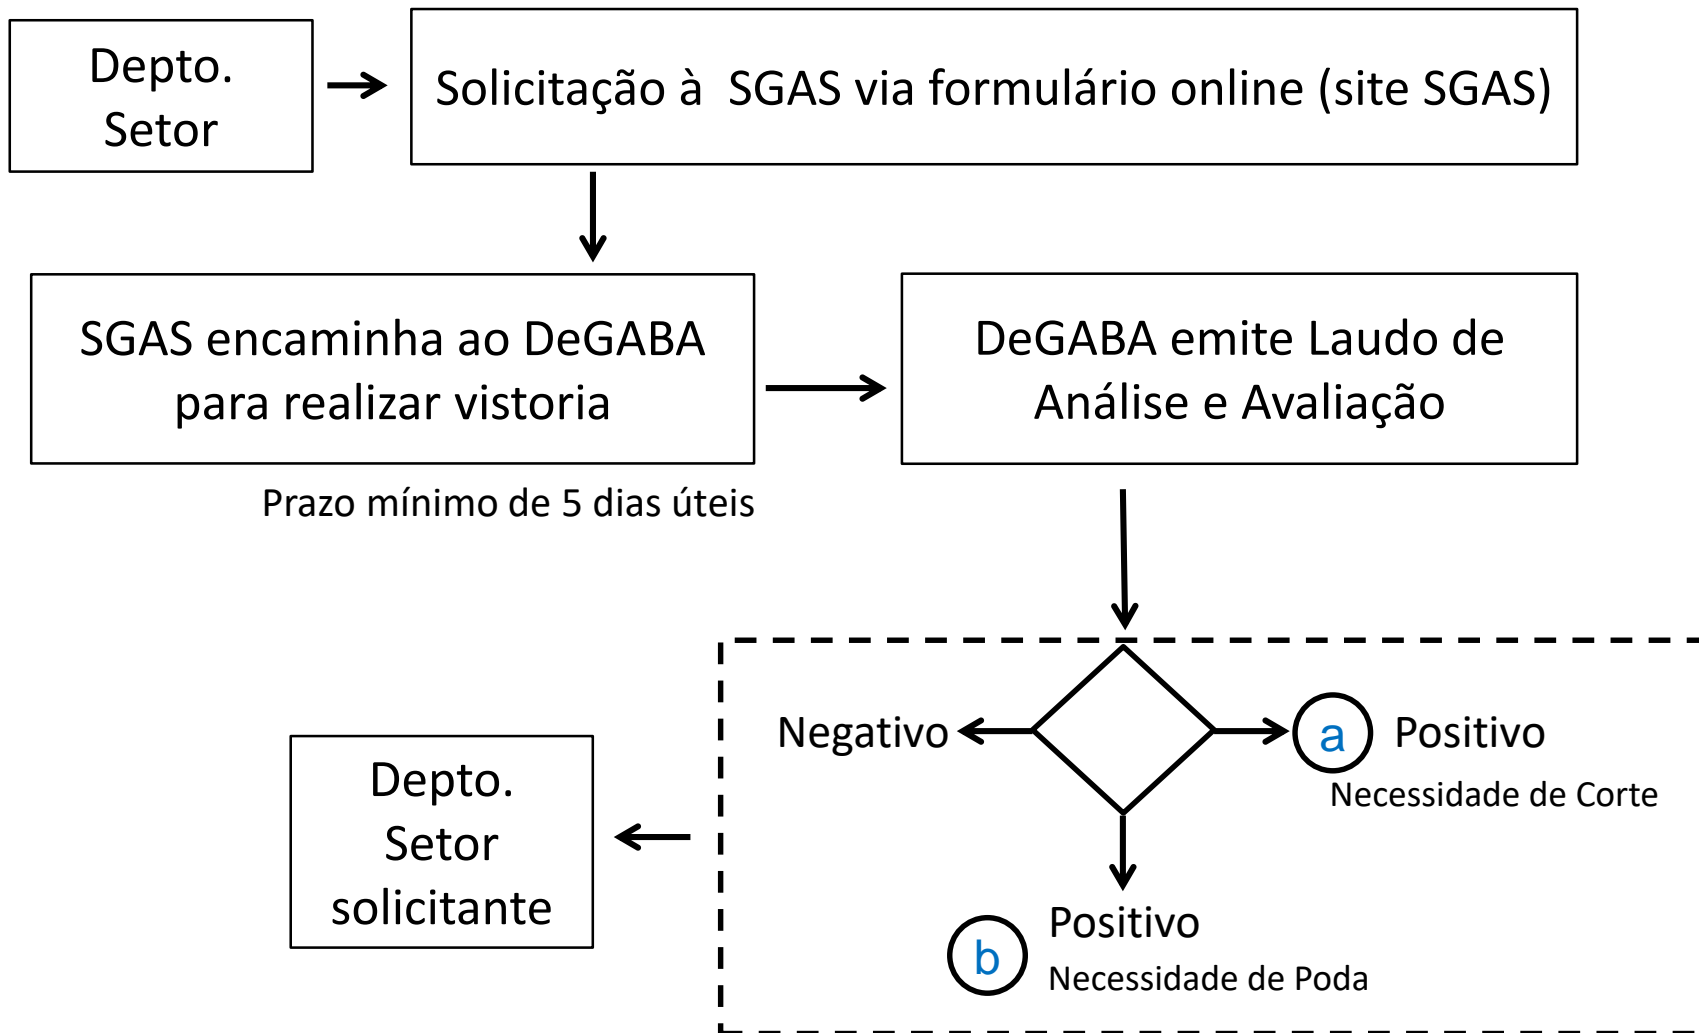 Depto.
Setor
Solicitação à  SGAS via formulário online (site SGAS)
SGAS encaminha ao DeGABA
para realizar vistoria
Prazo mínimo de 5 dias úteis
DeGABA emite Laudo de
Análise e Avaliação
Negativo
a Positivo
Necessidade de Corte
Depto.
Setor
solicitante
Positivo
b
Necessidade de Poda